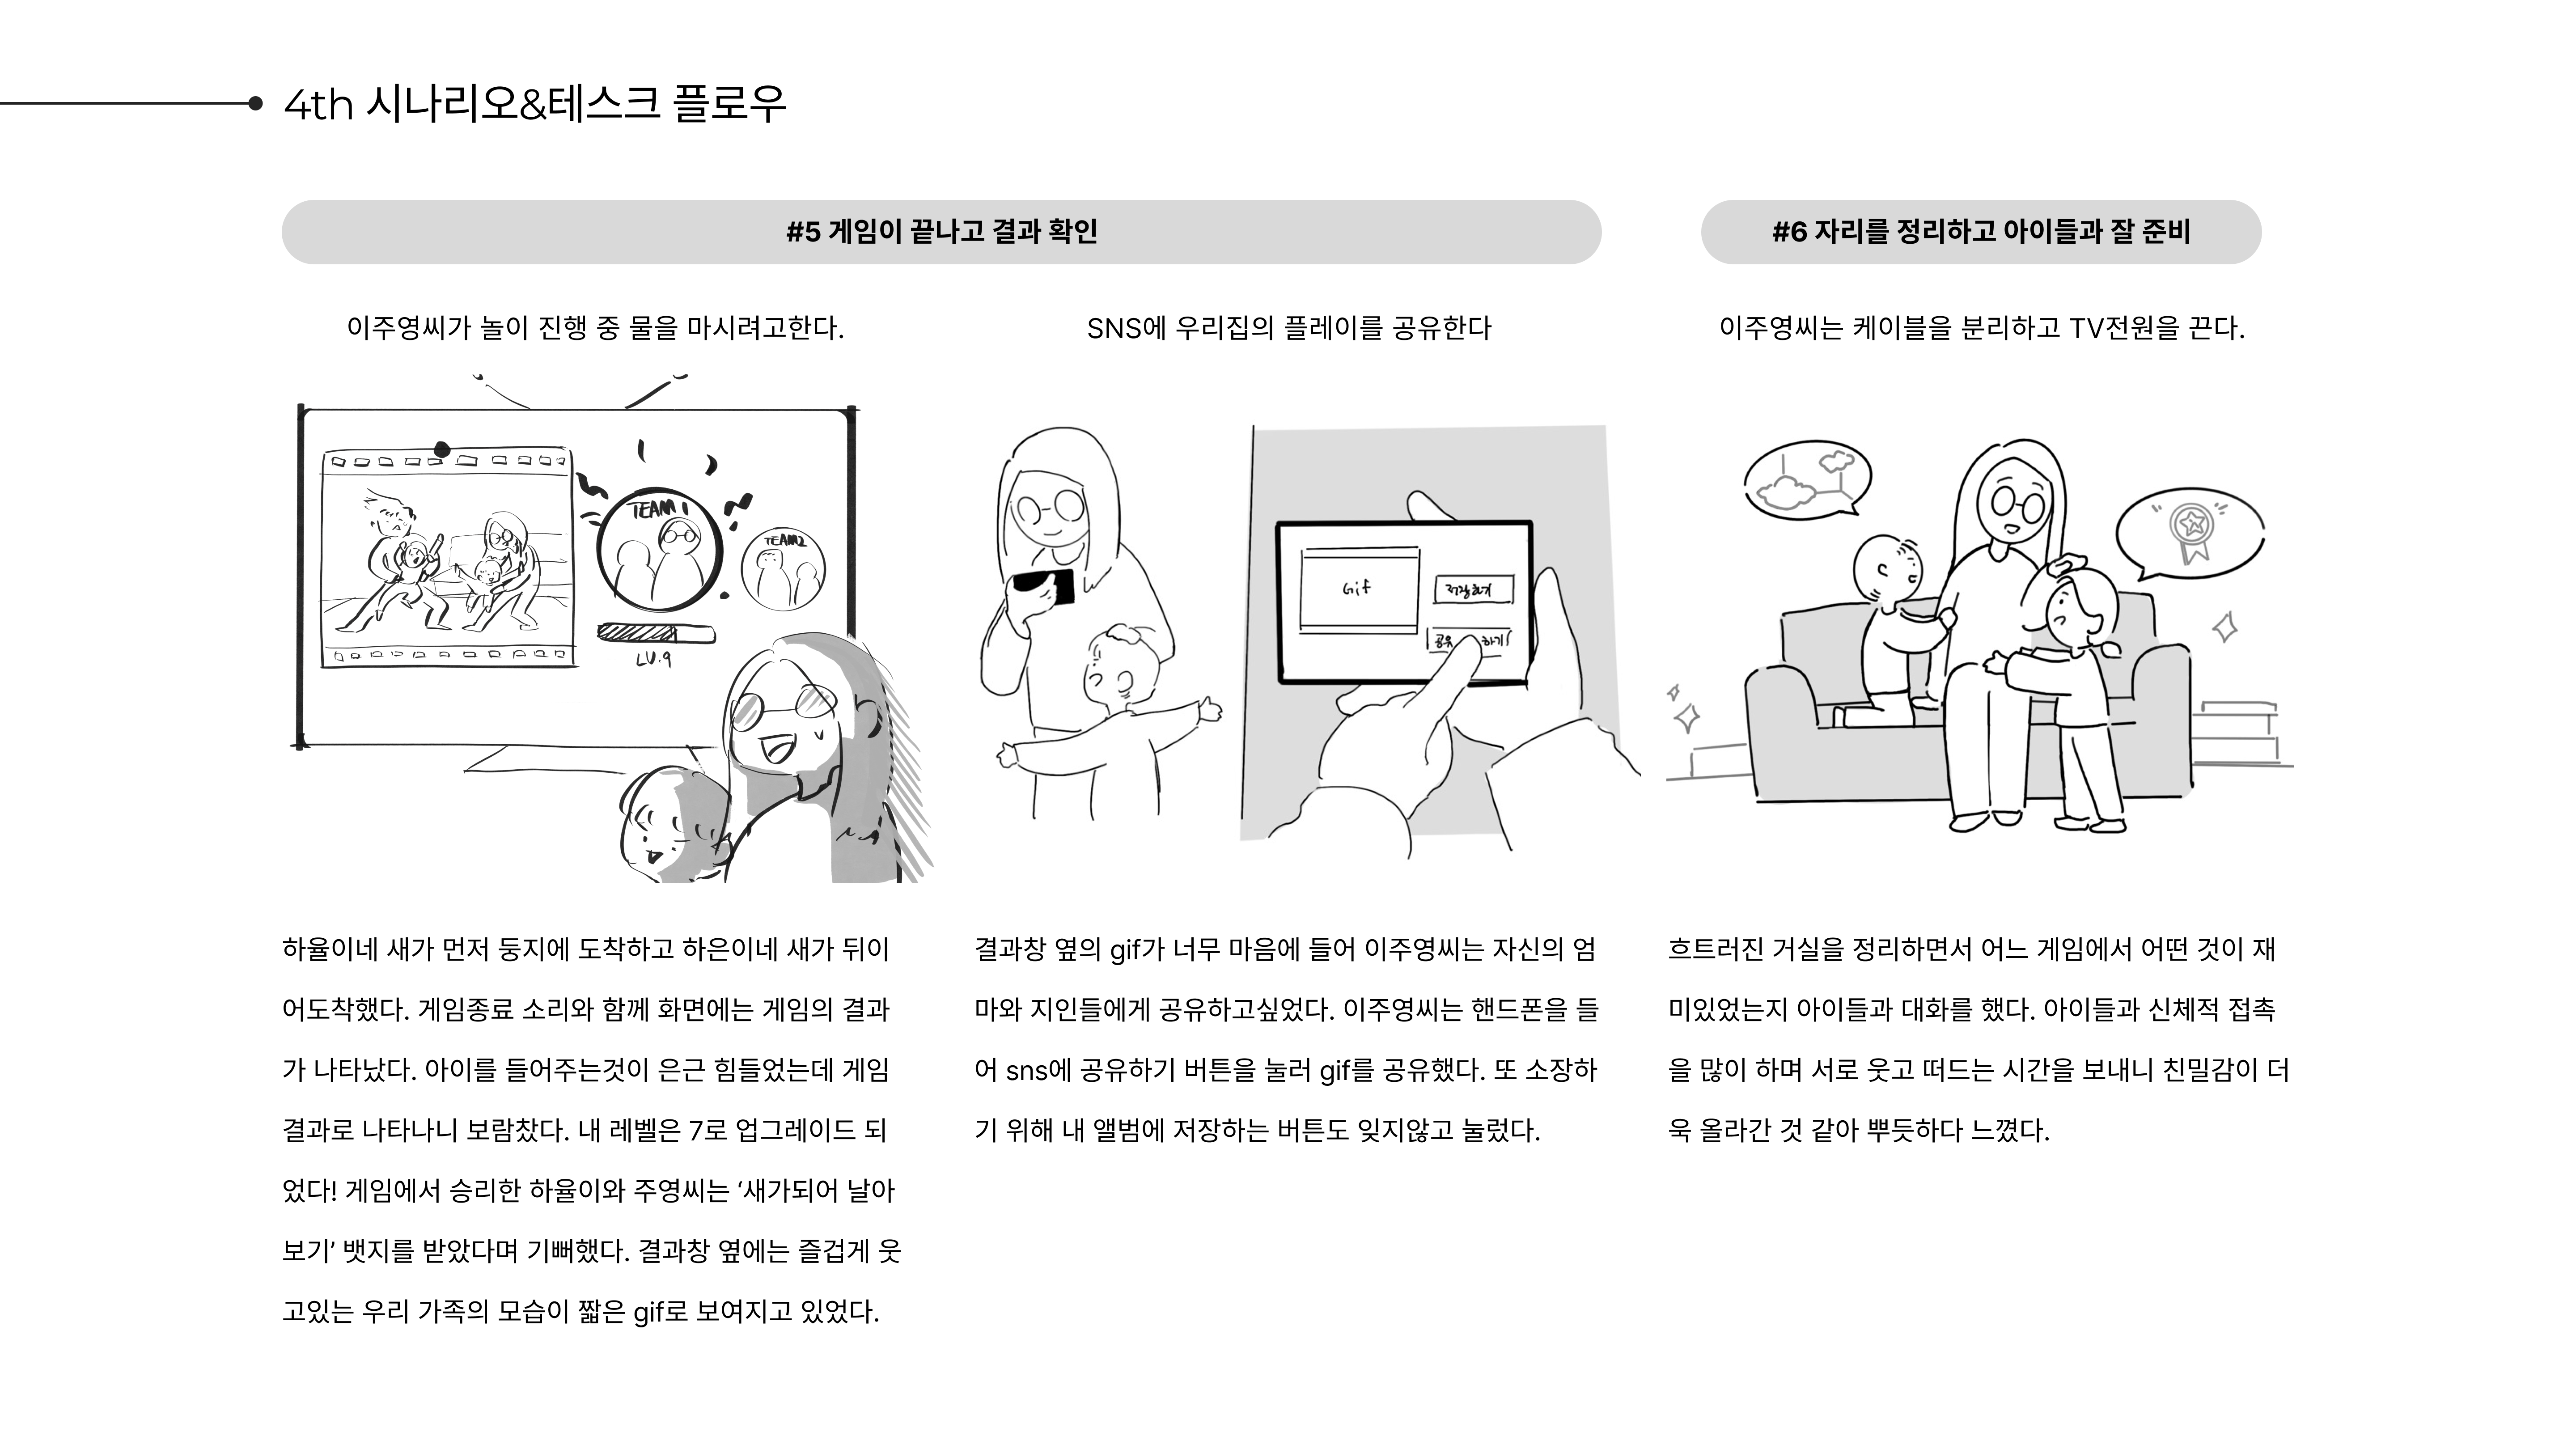 4th 시나리오&테스크 플로우
#5 게임이 끝나고 결과 확인
이주영씨가 놀이 진행 중 물을 마시려고한다.
TEAM 1
TEAM2
LV.9
하율이네 새가 먼저 둥지에 도착하고 하은이네 새가 뒤이
어도착했다. 게임종료 소리와 함께 화면에는 게임의 결과
가 나타났다. 아이를 들어주는것이 은근 힘들었는데 게임
결과로 나타나니 보람찼다. 내 레벨은 7로 업그레이드 되
었다! 게임에서 승리한 하율이와 주영씨는 ‘새가되어 날아
보기’ 뱃지를 받았다며 기뻐했다. 결과창 옆에는 즐겁게 웃
고있는 우리 가족의 모습이 짧은 gif로 보여지고 있었다.
SNS에 우리집의 플레이를 공유한다
Gif
저장하기
공유하기
결과창 옆의 gif가 너무 마음에 들어 이주영씨는 자신의 엄
마와 지인들에게 공유하고싶었다. 이주영씨는 핸드폰을 들
어 sns에 공유하기 버튼을 눌러 gif를 공유했다. 또 소장하
기 위해 내 앨범에 저장하는 버튼도 잊지않고 눌렀다.
#6 자리를 정리하고 아이들과 잘 준비
이주영씨는 케이블을 분리하고 TV전원을 끈다.
흐트러진 거실을 정리하면서 어느 게임에서 어떤 것이 재
미있었는지 아이들과 대화를 했다. 아이들과 신체적 접촉
을 많이 하며 서로 웃고 떠드는 시간을 보내니 친밀감이 더
욱 올라간 것 같아 뿌듯하다 느꼈다.